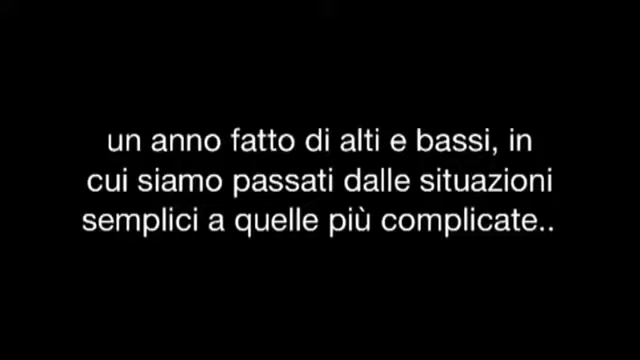 un anno fatto di alti e bassi, in
cui siamo passati dalle situazioni
semplici a quelle più complicate..